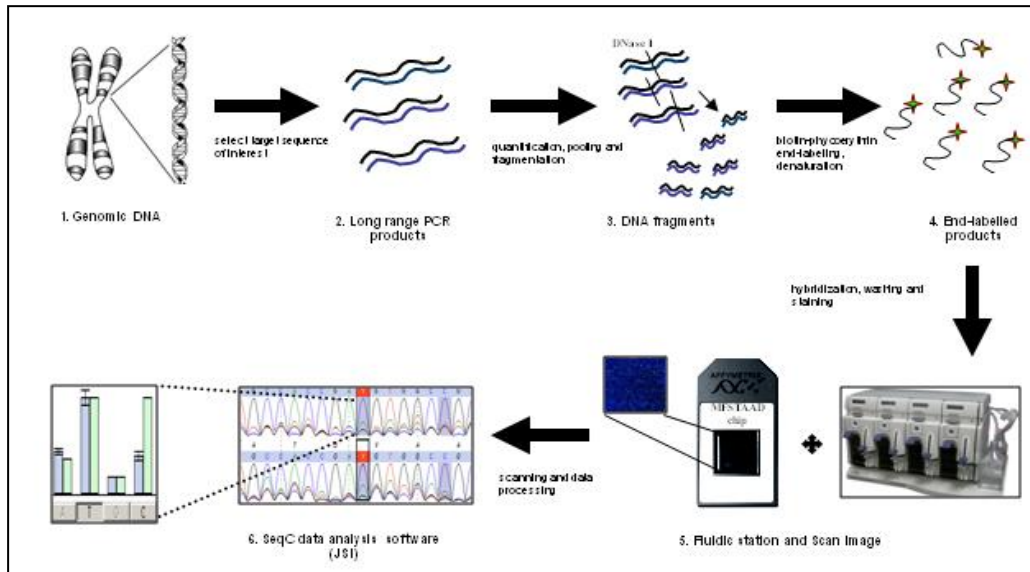 1. Genomic DNA
select target sequence
of interest
2. Long range PCR
products
quantification, pooling and
fragmentation
DNase I
3. DNA fragments
biotin-phycoerythrin
end-labeling,
denaturation
4. End-labelled
products
hybridization, washing and
staining
AFFYMETRIX
MFSTAAD
chip
5. Fluidic station and Scan Image
scanning and data
processing
6. SeqC data analysis software
(JSI)
T
C